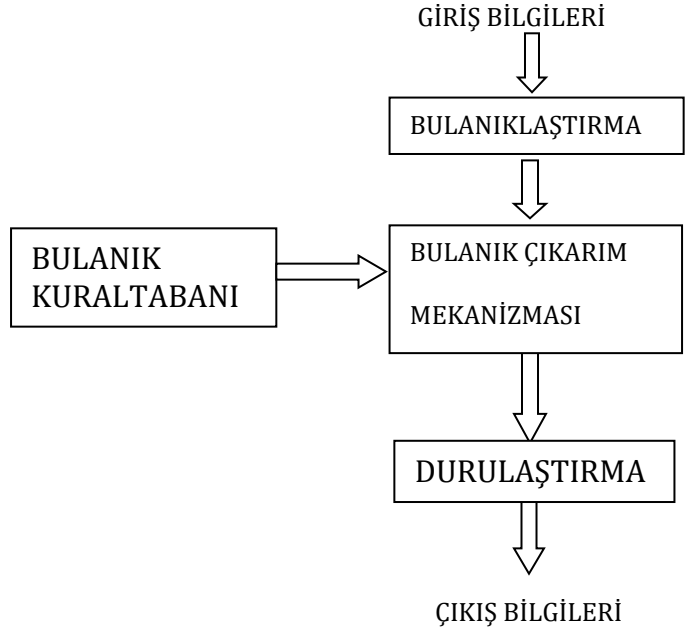 GİRİŞ BİLGİLERİ
BULANIKLAŞTIRMA
BULANIK
KURALTABANI
BULANIK ÇIKARIM
MEKANİZMASI
DURULAŞTIRMA
ÇIKIŞ BİLGİLERİ